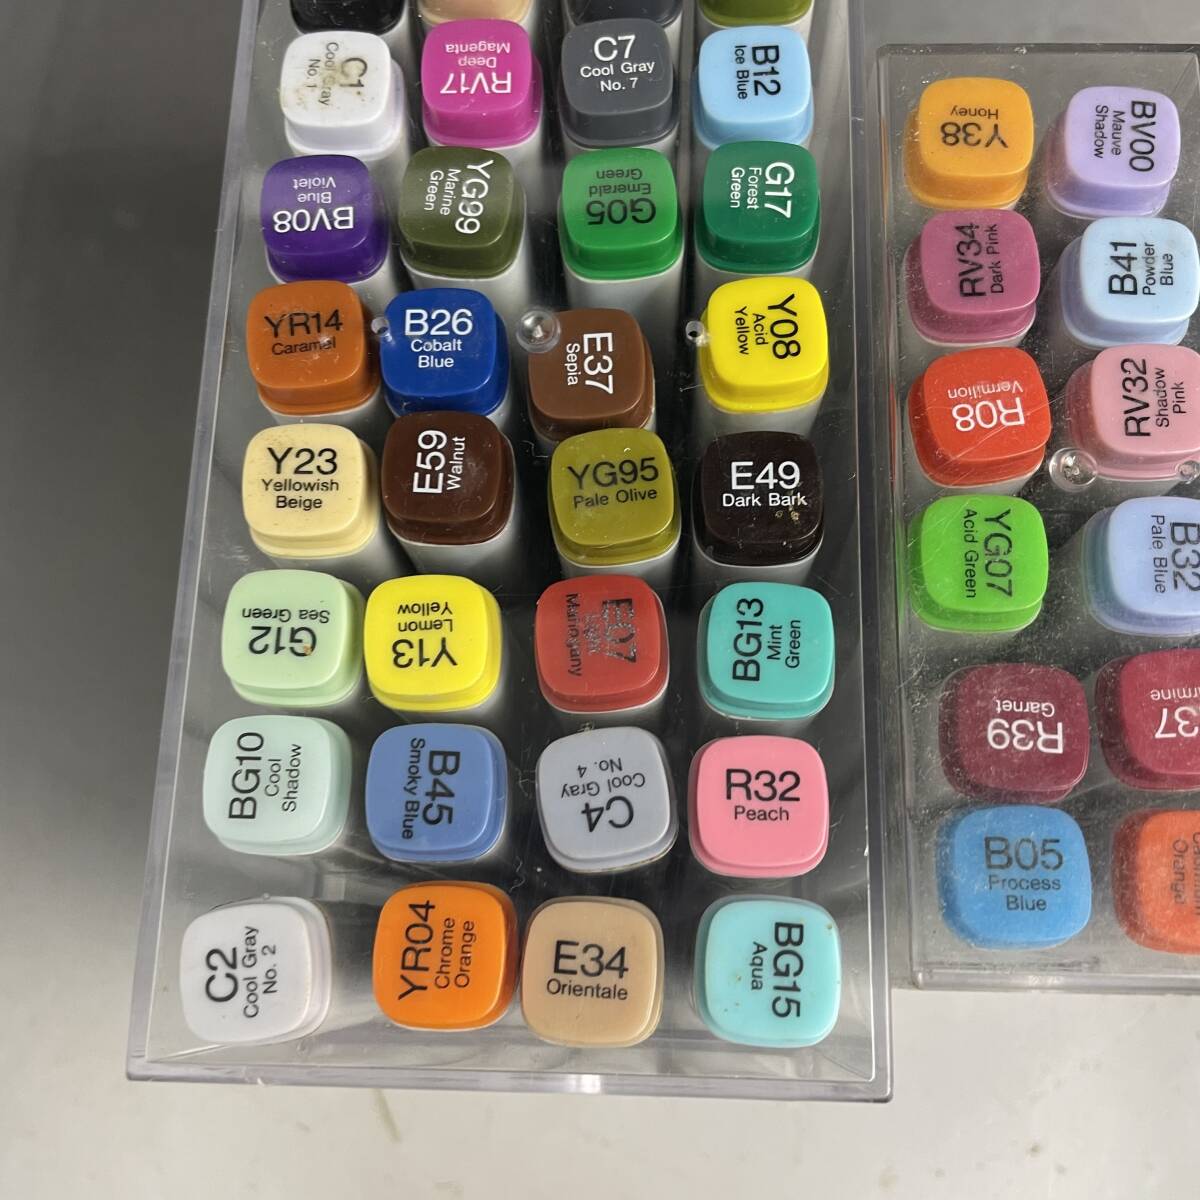 C1
Cool Gray
No. 1
RV17
Deep
Magenta
C7
Cool Gray
No. 7
B12
Ice Blue
BV08
Blue
Violet
YG99
Marine
Green
G05
Emerald
Green
G17
Forest
Green
YR14
Caramel
B26
Cobalt
Blue
E37
Sepia
Y08
Acid
Yellow
Y23
Yellowish
Beige
E59
Walnut
YG95
Pale Olive
E49
Dark Bark
G12
Sea Green
Y13
Lemon
Yellow
E07
Light
Mahogany
BG13
Mint
Green
BG10
Cool
Shadow
B45
Smoky Blue
C4
Cool Gray
No. 4
R32
Peach
C2
Cool Gray
No. 2
YR04
Chrome
Orange
E34
Orientale
BG15
Aqua
Y38
Honey
BV00
Mauve
Shadow
RV34
Dark Pink
B41
Powder
Blue
R08
Vermilion
RV32
Shadow
Pink
YG07
Acid Green
B32
Pale Blue
R39
Garnet
37
rmine
B05
Process
Blue
Orange